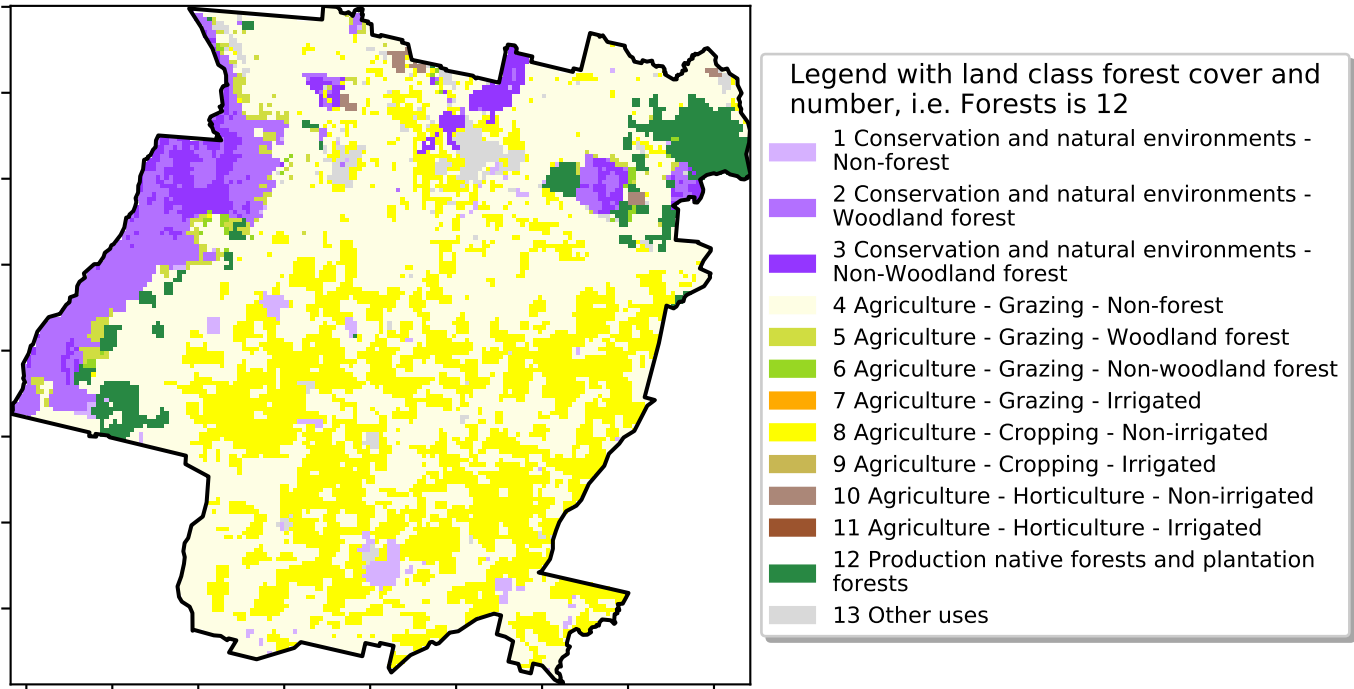 Legend with land class forest cover and
number, i.e. Forests is 12
1 Conservation and natural environments -
Non-forest
2 Conservation and natural environments -
Woodland forest
3 Conservation and natural environments -
Non-Woodland forest
4 Agriculture - Grazing - Non-forest
5 Agriculture - Grazing - Woodland forest
6 Agriculture - Grazing - Non-woodland forest
7 Agriculture - Grazing - Irrigated
8 Agriculture - Cropping - Non-irrigated
9 Agriculture - Cropping - Irrigated
10 Agriculture - Horticulture - Non-irrigated
11 Agriculture - Horticulture - Irrigated
12 Production native forests and plantation
forests
13 Other uses